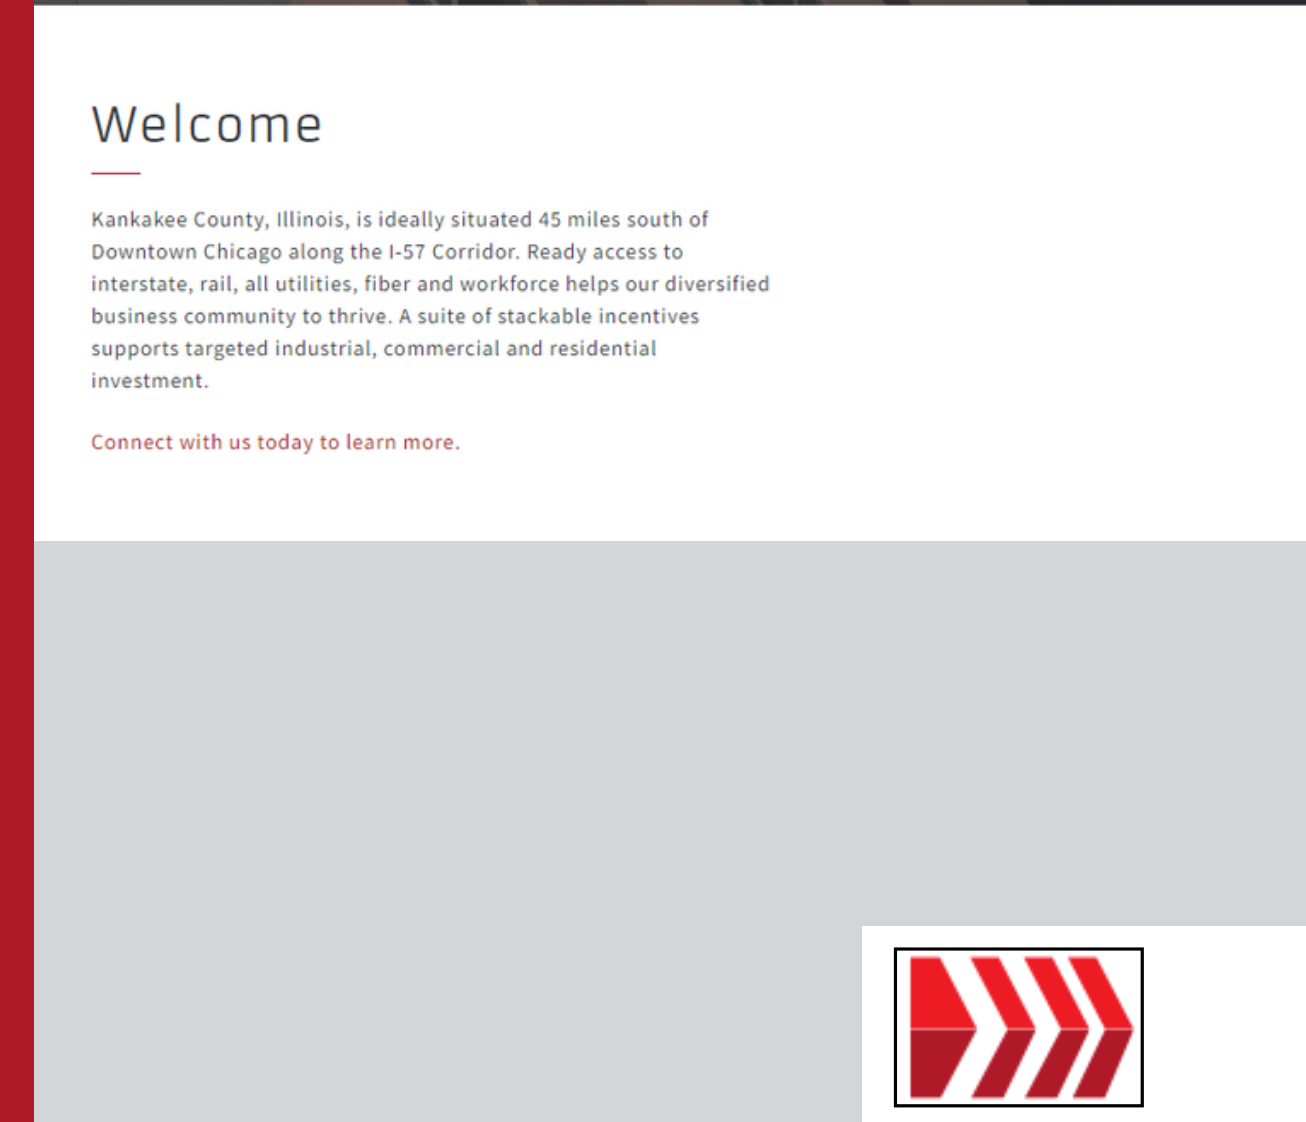 Welcome
Kankakee County, Illinois, is ideally situated 45 miles south of
Downtown Chicago along the I-57 Corridor. Ready access to
interstate, rail, all utilities, fiber and workforce helps our diversified
business community to thrive. A suite of stackable incentives
supports targeted industrial, commercial and residential
investment.
Connect with us today to learn more.